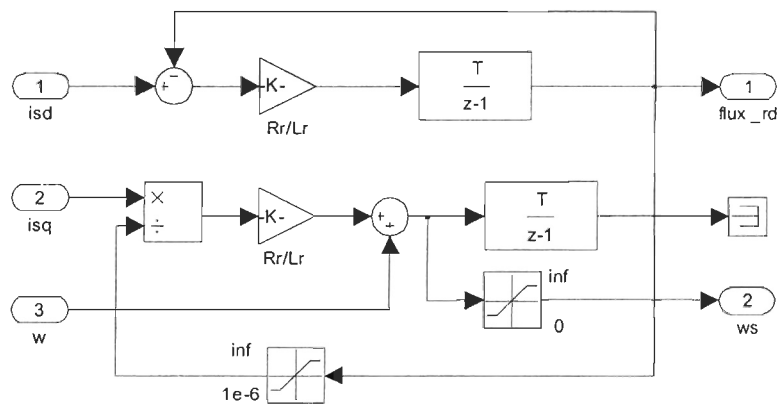 1
isd
+
-
-K-
Rr/Lr
T
z-1
1
flux _rd
2
isq
×
÷
-K-
Rr/Lr
+
+
T
z-1
3
w
inf
0
2
ws
inf
1e-6